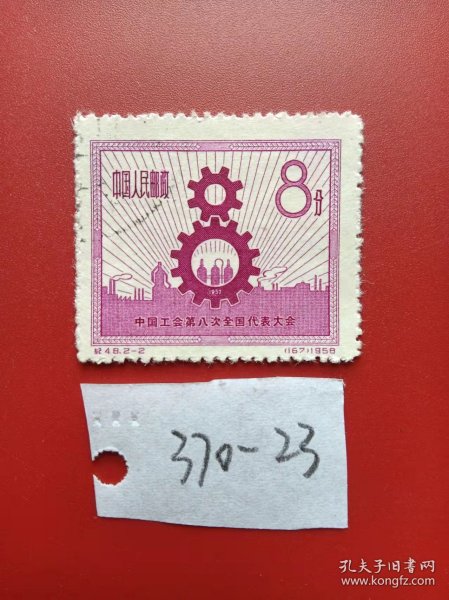 中国人民邮政
8分
1957
中国工会第八次全国代表大会
纪48.2-2
(167)1958
370-23
孔夫子旧书网
www.kongfz.com